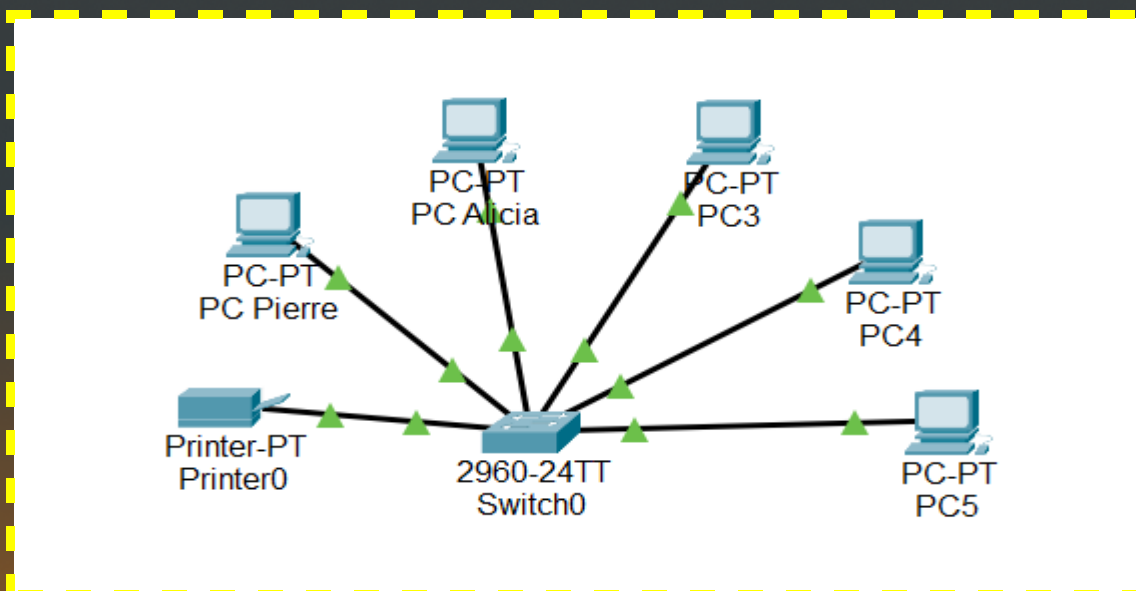 PC-PT
PC Alicia
PC-PT
PC3
PC-PT
PC Pierre
PC-PT
PC4
Printer-PT
Printer0
2960-24TT
Switch0
PC-PT
PC5